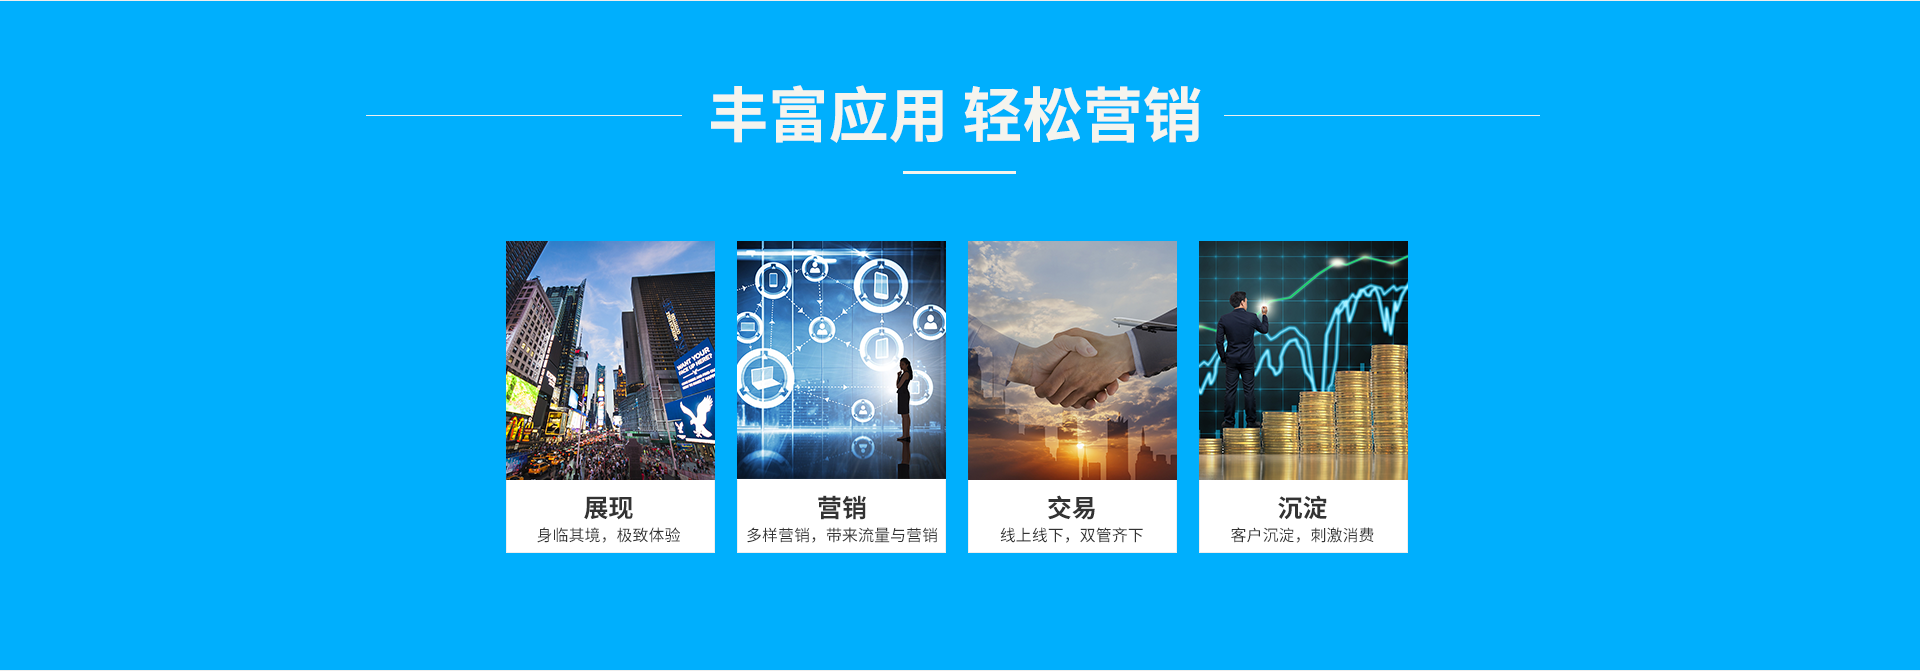 丰富应用 轻松营销
WANT YOUR
展现
身临其境，极致体验
营销
多样营销，带来流量与营销
交易
线上线下，双管齐下
沉淀
客户沉淀，刺激消费